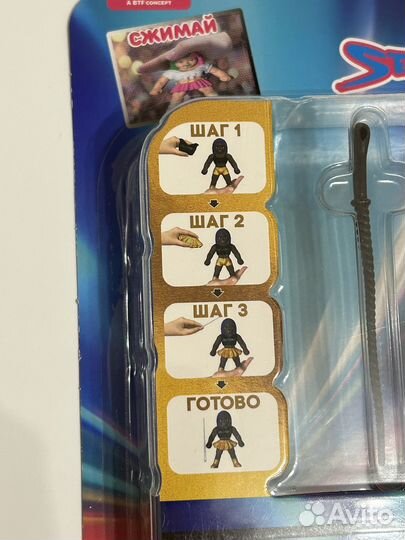 A BTF CONCEPT
СЖИМАЙ
ST
ШАГ 1
ШАГ 2
ШАГ 3
ГОТОВО
Avito